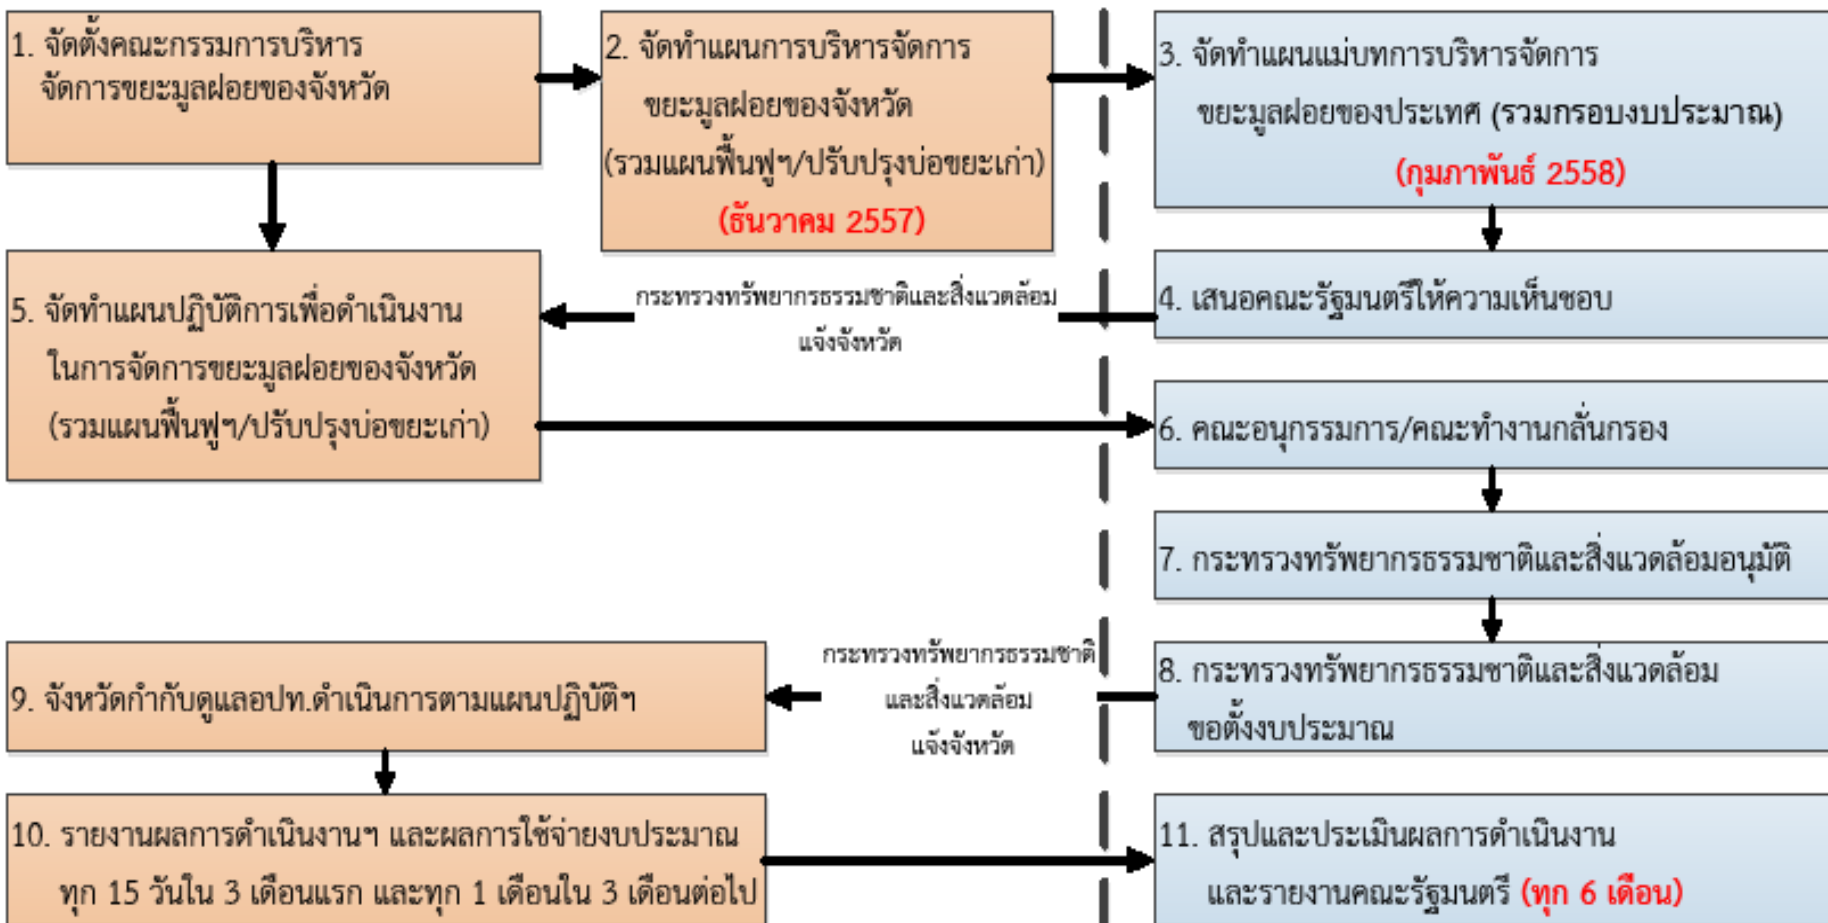 1. จัดตั้งคณะกรรมการบริหาร
จัดการขยะมูลฝอยของจังหวัด
2. จัดทำแผนการบริหารจัดการ
ขยะมูลฝอยของจังหวัด
(รวมแผนฟื้นฟูฯ/ปรับปรุงบ่อขยะเก่า)
(ธันวาคม 2557)
3. จัดทำแผนแม่บทการบริหารจัดการ
ขยะมูลฝอยของประเทศ (รวมกรอบงบประมาณ)
(กุมภาพันธ์ 2558)
4. เสนอคณะรัฐมนตรีให้ความเห็นชอบ
กระทรวงทรัพยากรธรรมชาติและสิ่งแวดล้อม
แจ้งจังหวัด
5. จัดทำแผนปฏิบัติการเพื่อดำเนินงาน
ในการจัดการขยะมูลฝอยของจังหวัด
(รวมแผนฟื้นฟูฯ/ปรับปรุงบ่อขยะเก่า)
6. คณะอนุกรรมการ/คณะทำงานกลั่นกรอง
7. กระทรวงทรัพยากรธรรมชาติและสิ่งแวดล้อมอนุมัติ
8. กระทรวงทรัพยากรธรรมชาติและสิ่งแวดล้อม
ขอตั้งงบประมาณ
กระทรวงทรัพยากรธรรมชาติ
และสิ่งแวดล้อม
แจ้งจังหวัด
9. จังหวัดกำกับดูแลอปท.ดำเนินการตามแผนปฏิบัติฯ
10. รายงานผลการดำเนินงานฯ และผลการใช้จ่ายงบประมาณ
ทุก 15 วันใน 3 เดือนแรก และทุก 1 เดือนใน 3 เดือนต่อไป
11. สรุปและประเมินผลการดำเนินงาน
และรายงานคณะรัฐมนตรี (ทุก 6 เดือน)